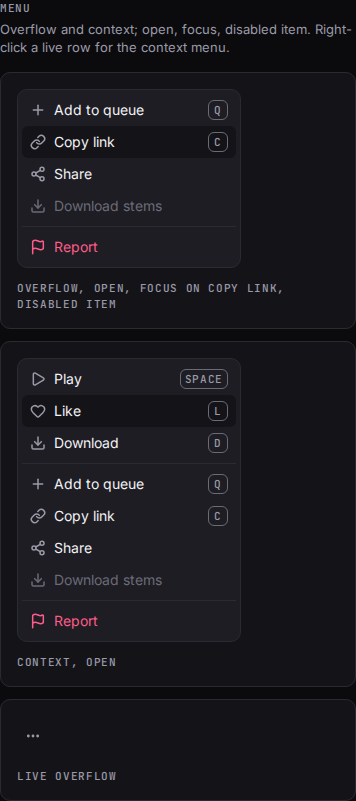 MENU
Overflow and context; open, focus, disabled item. Right-
click a live row for the context menu.
Add to queue Q
Copy link C
Share
Download stems
Report
OVERFLOW, OPEN, FOCUS ON COPY LINK,
DISABLED ITEM
Play SPACE
Like L
Download D
Add to queue Q
Copy link C
Share
Download stems
Report
CONTEXT, OPEN
LIVE OVERFLOW